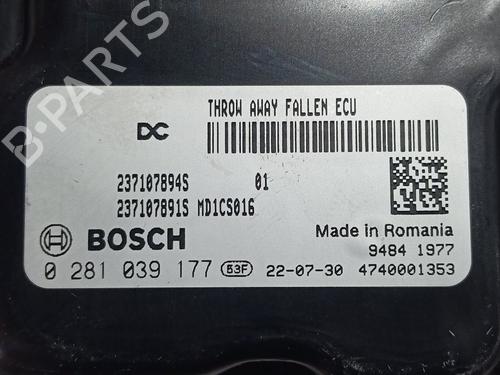 THROW AWAY FALLEN ECU
DC
237107894S 01
237107891S MD1CS016
BOSCH
Made in Romania
9484 1977
0 281 039 177 53F 22-07-30 4740001353
B-PARTS